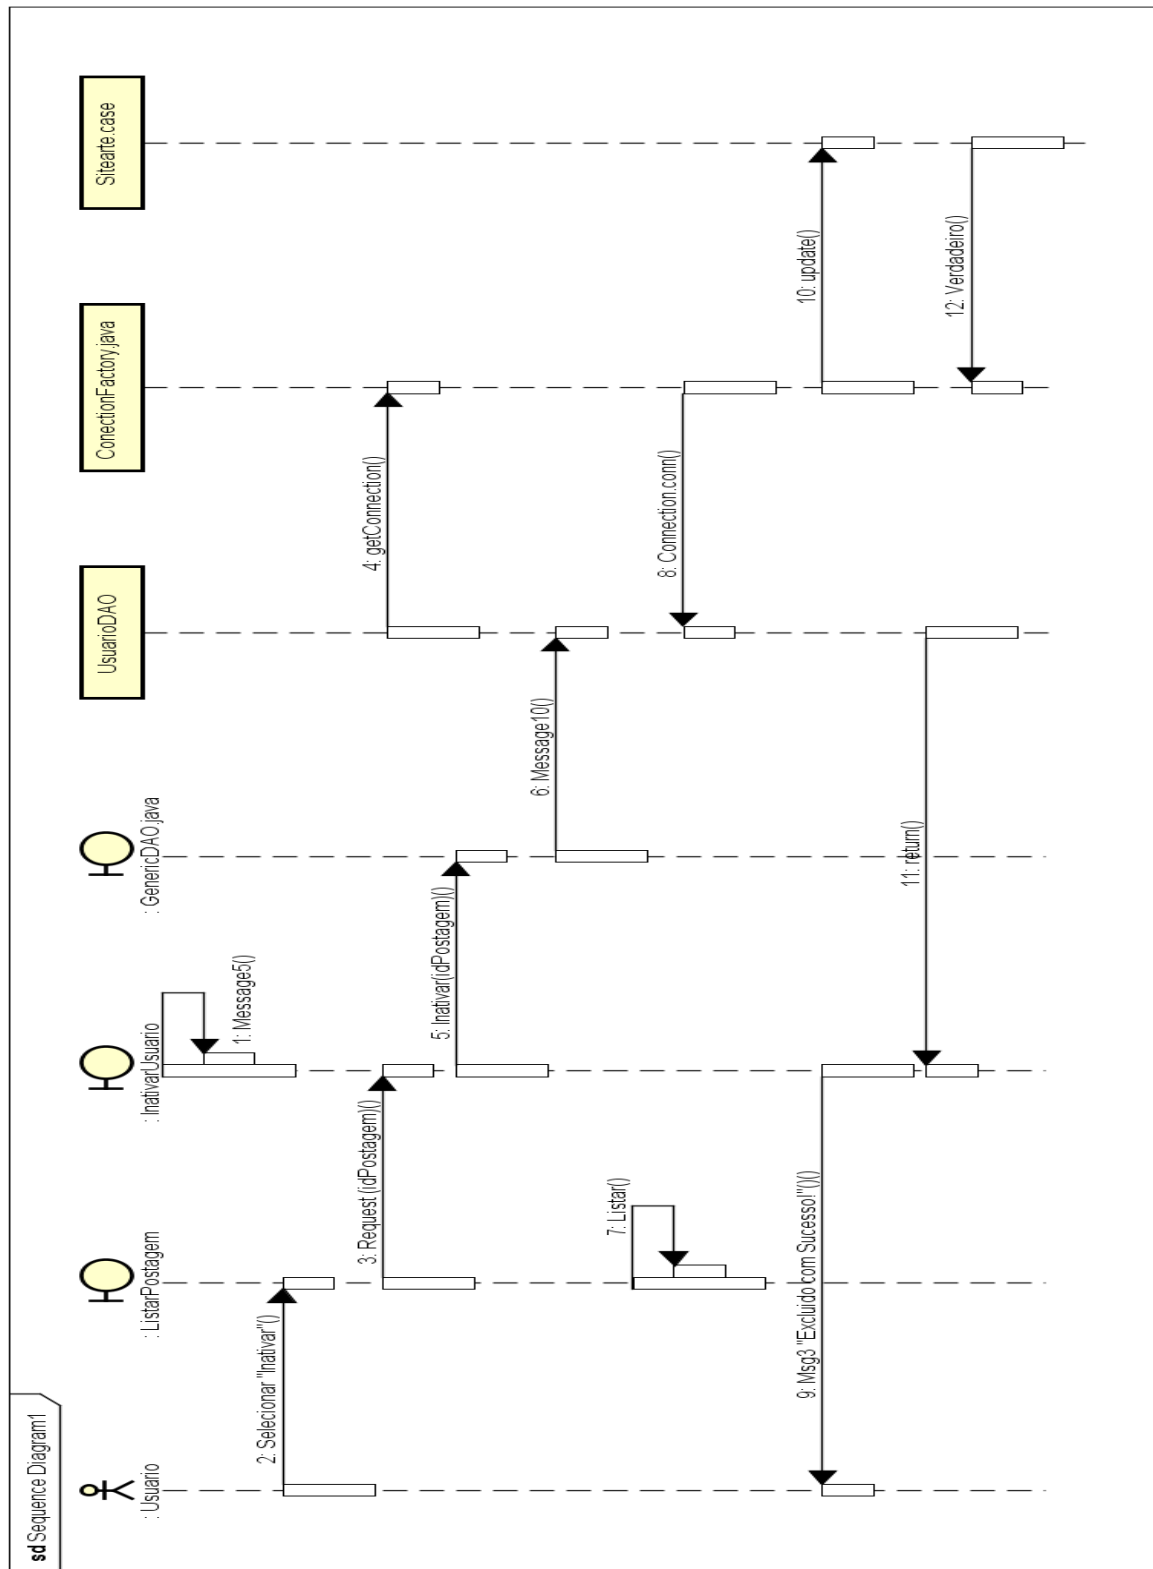 sd Sequence Diagram1
: Usuario
: ListarPostagem
: InativarUsuario
: GenericDAO.java
UsuarioDAO
ConectionFactory.java
Sitearte.case
1: Message5()
2: Selecionar "Inativar"()
3: Request (idPostagem)()
4: getConnection()
5: Inativar(idPostagem)()
6: Message10()
7: Listar()
8: Connection.conn()
9: Msg3 "Excluido com Sucesso!"()()
10: update()
11: return()
12: Verdadeiro()